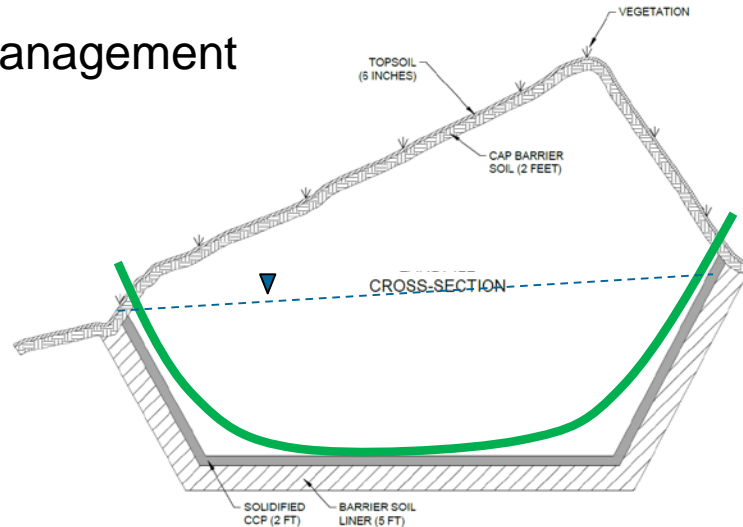 anagement
VEGETATION
TOPSOIL
(6 INCHES)
CAP BARRIER
SOIL (2 FEET)
CROSS-SECTION
SOLIDIFIED
CCP (2 FT)
BARRIER SOIL
LINER (5 FT)